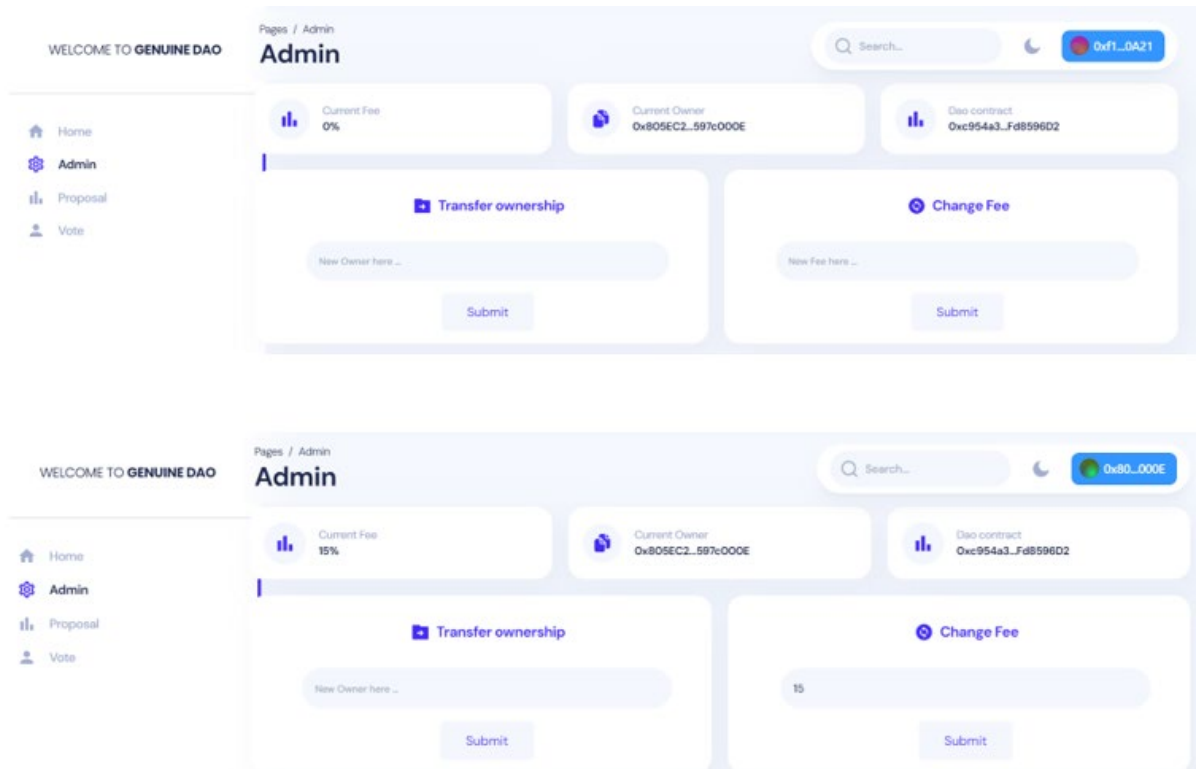 Pages / Admin
WELCOME TO GENUINE DAO
Admin
Search...
0xf1...0A21
Current Fee
0%
Current Owner
0x805EC2...597c000E
Dao contract
0xc954a3...Fd8596D2
Home
Admin
Proposal
Vote
Transfer ownership
Change Fee
New Owner here ...
New Fee here ...
Submit
Submit
Pages / Admin
WELCOME TO GENUINE DAO
Admin
Search...
0x80...000E
Current Fee
15%
Current Owner
0x805EC2...597c000E
Dao contract
0xc954a3...Fd8596D2
Home
Admin
Proposal
Vote
Transfer ownership
Change Fee
New Owner here ...
15
Submit
Submit